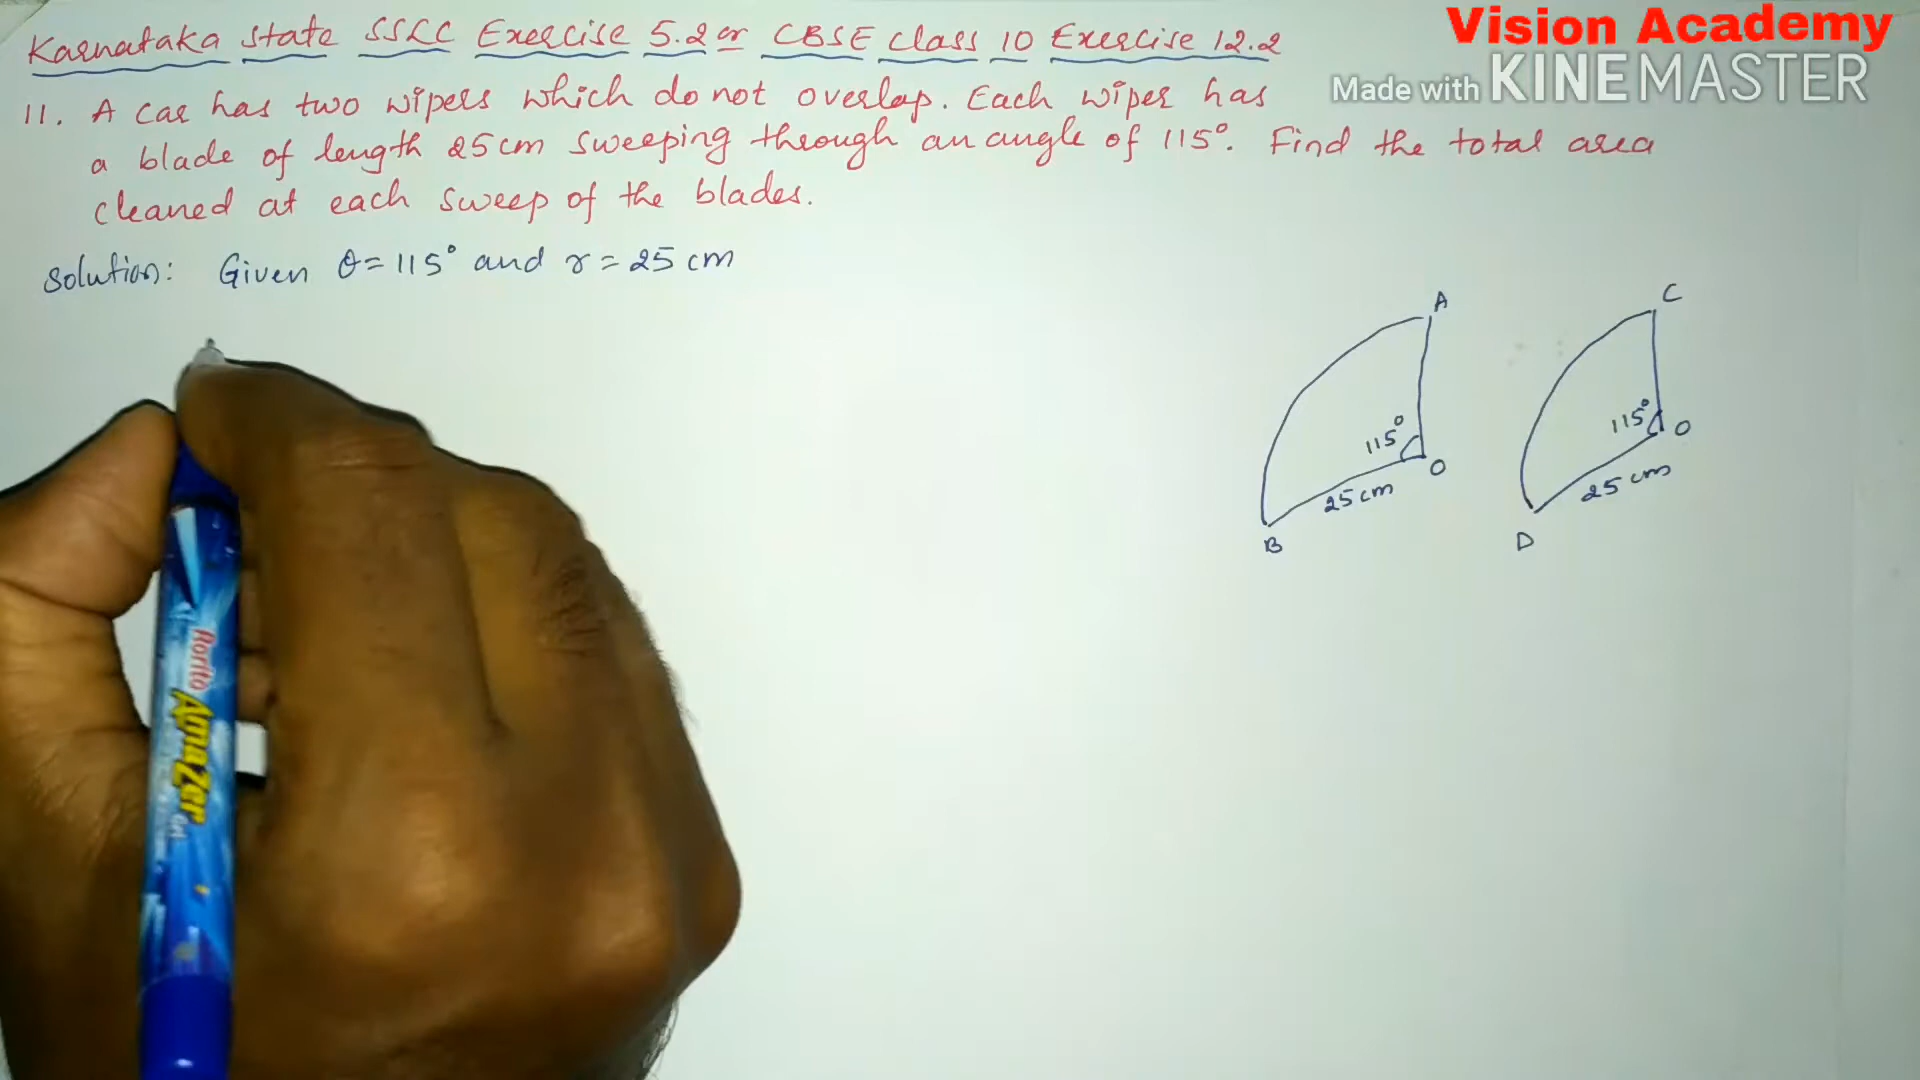 Karnataka State SSLC Exercise 5.2 or CBSE Class 10 Exercise 12.2
Vision Academy
Made with KINEMASTER
11. A car has two wipers which do not overlap. Each wiper has
a blade of length 25cm sweeping through an angle of 115°. Find the total area
cleaned at each sweep of the blades.
Solution: Given θ=115° and r=25 cm
A
C
115°
O
25 cm
B
115°
O
25 cm
D
Rorito
AmaZer
Gel